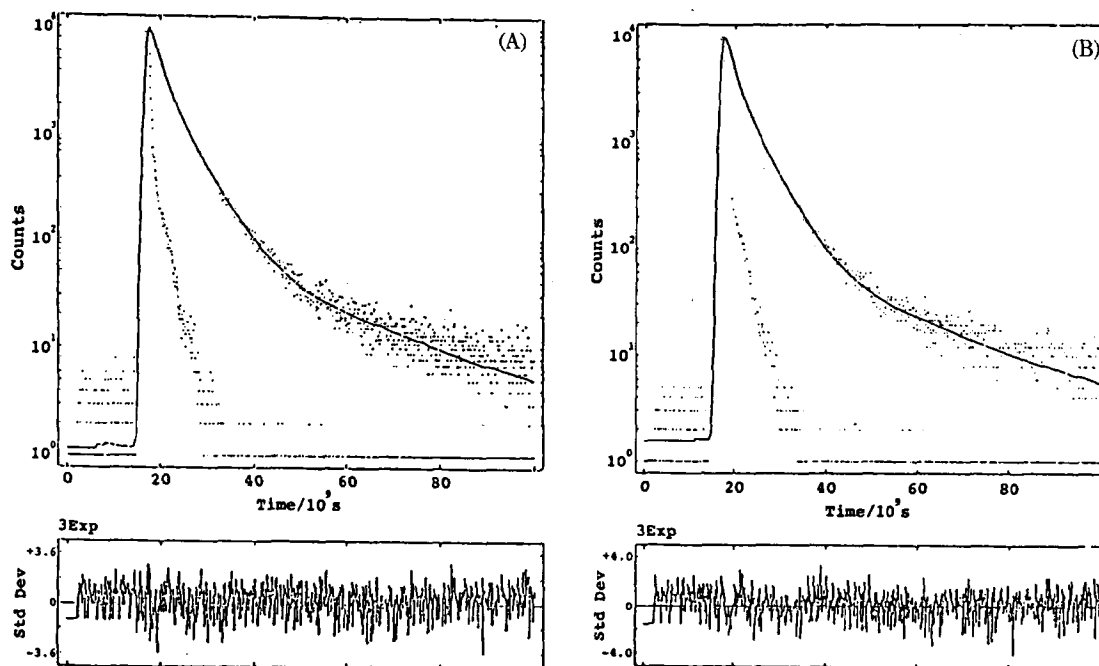 (A)
10⁴
10³
10²
10¹
10⁰
Counts
0 20 40 60 80
Time/10⁹s
3Exp
+3.6
0
-3.6
Std Dev
(B)
10⁴
10³
10²
10¹
10⁰
Counts
0 20 40 60 80
Time/10⁹s
3Exp
+4.0
0
-4.0
Std Dev